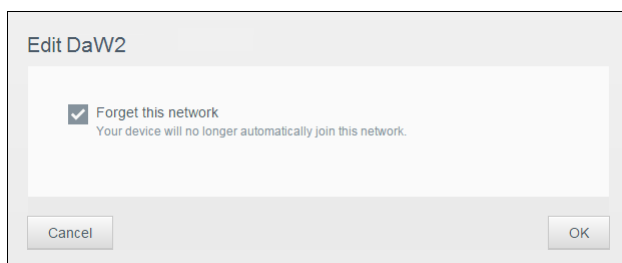 Edit DaW2
Forget this network
Your device will no longer automatically join this network.
Cancel
OK